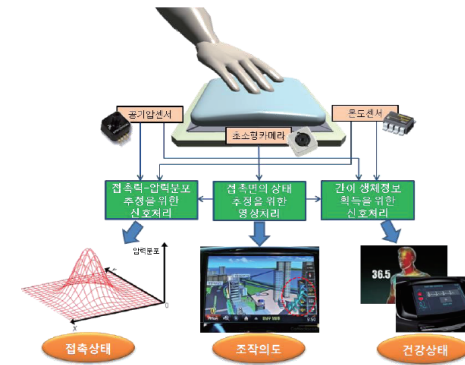 공기압센서
온도센서
초소형카메라
접촉력-압력분포
추정을 위한
신호처리
접촉면의 상태
추정을 위한
영상처리
간이 생체정보
획득을 위한
신호처리
압력분포
36.5
x
0
접촉상태
조작의도
건강상태